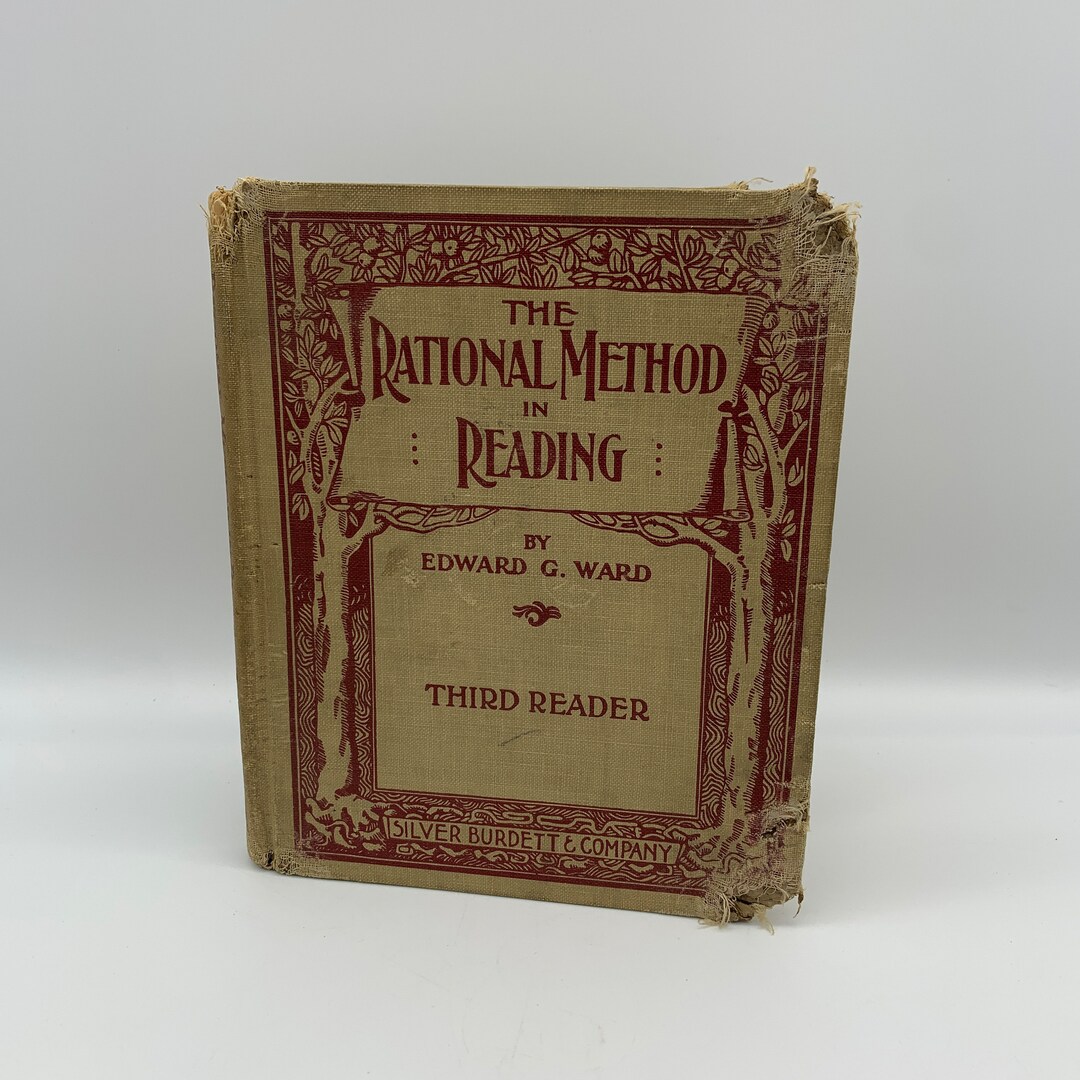 THE
RATIONAL METHOD
IN
READING
BY
EDWARD G. WARD
THIRD READER
SILVER BURDETT & COMPANY